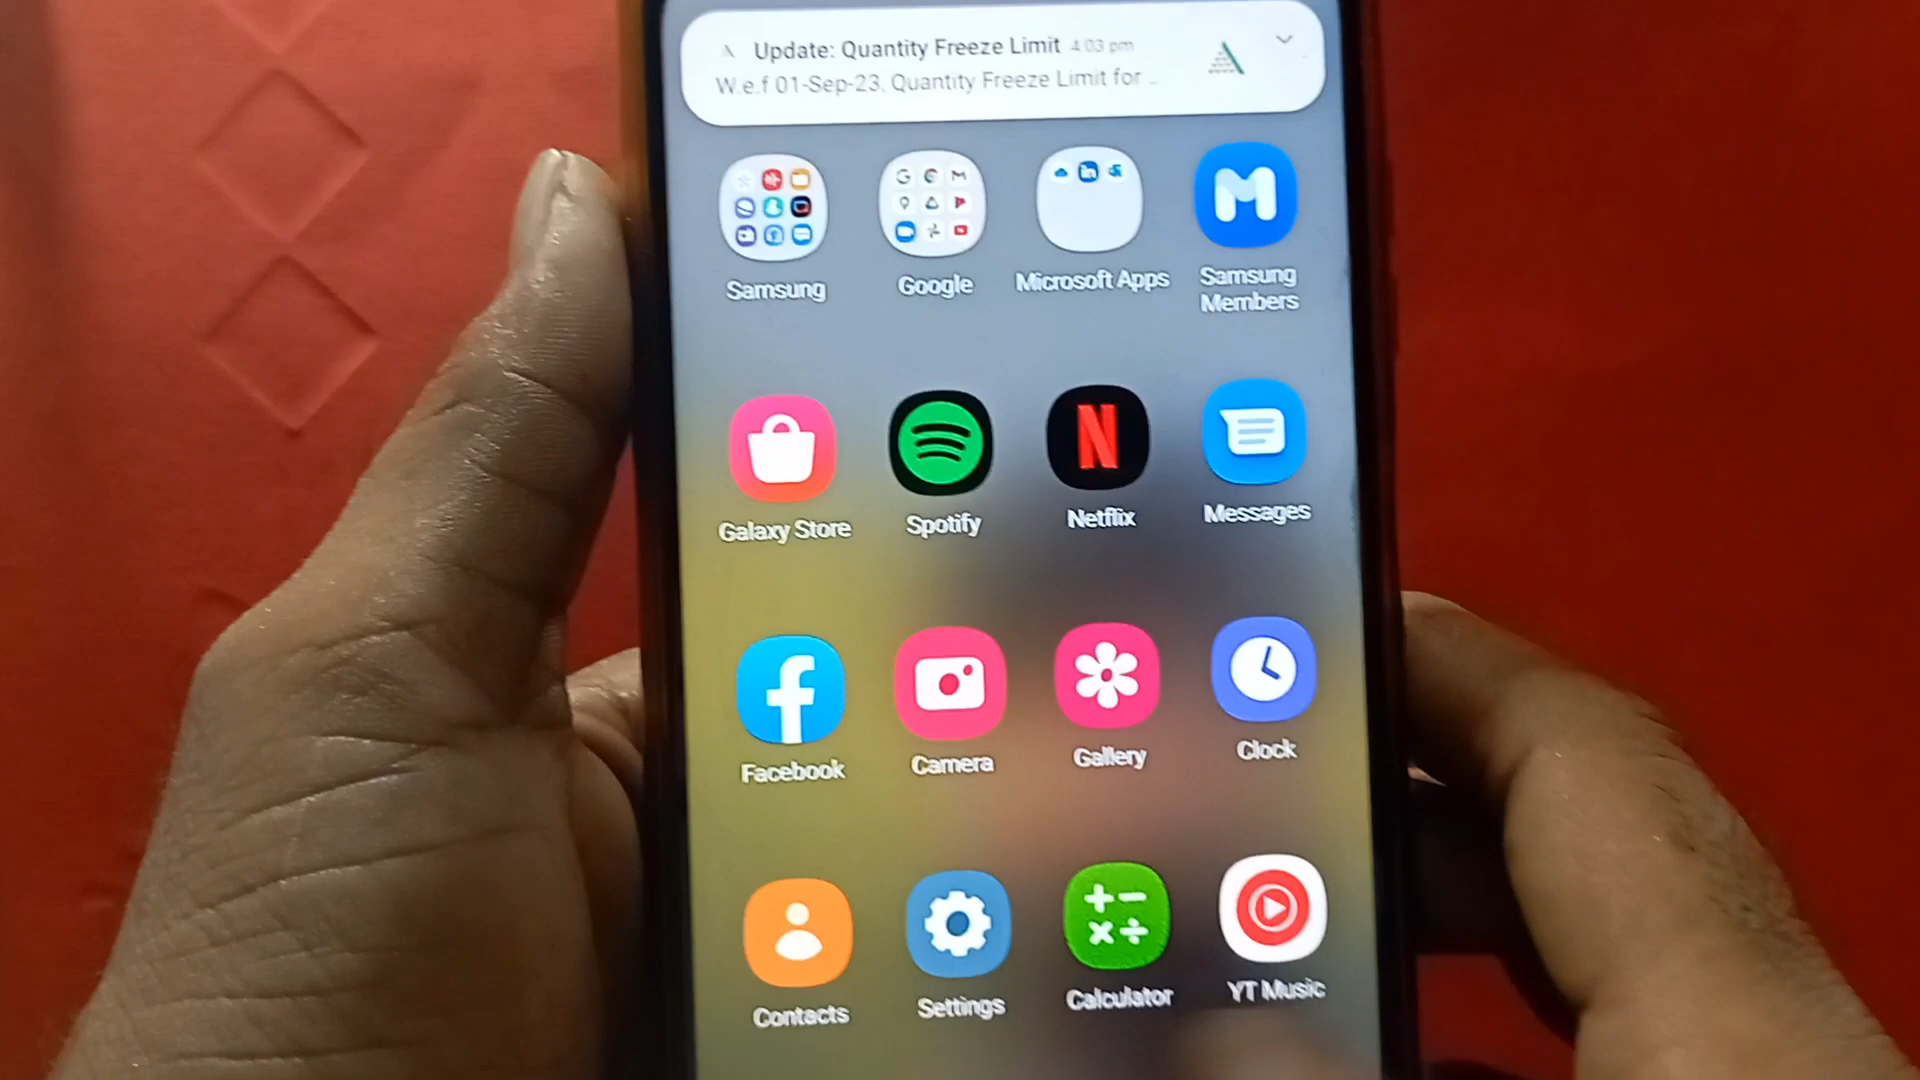 Update: Quantity Freeze Limit 4:03 pm
W.e.f 01-Sep-23, Quantity Freeze Limit for ..
Samsung
Google
Microsoft Apps
Samsung
Members
Galaxy Store
Spotify
Netflix
Messages
Facebook
Camera
Gallery
Clock
Contacts
Settings
Calculator
YT Music